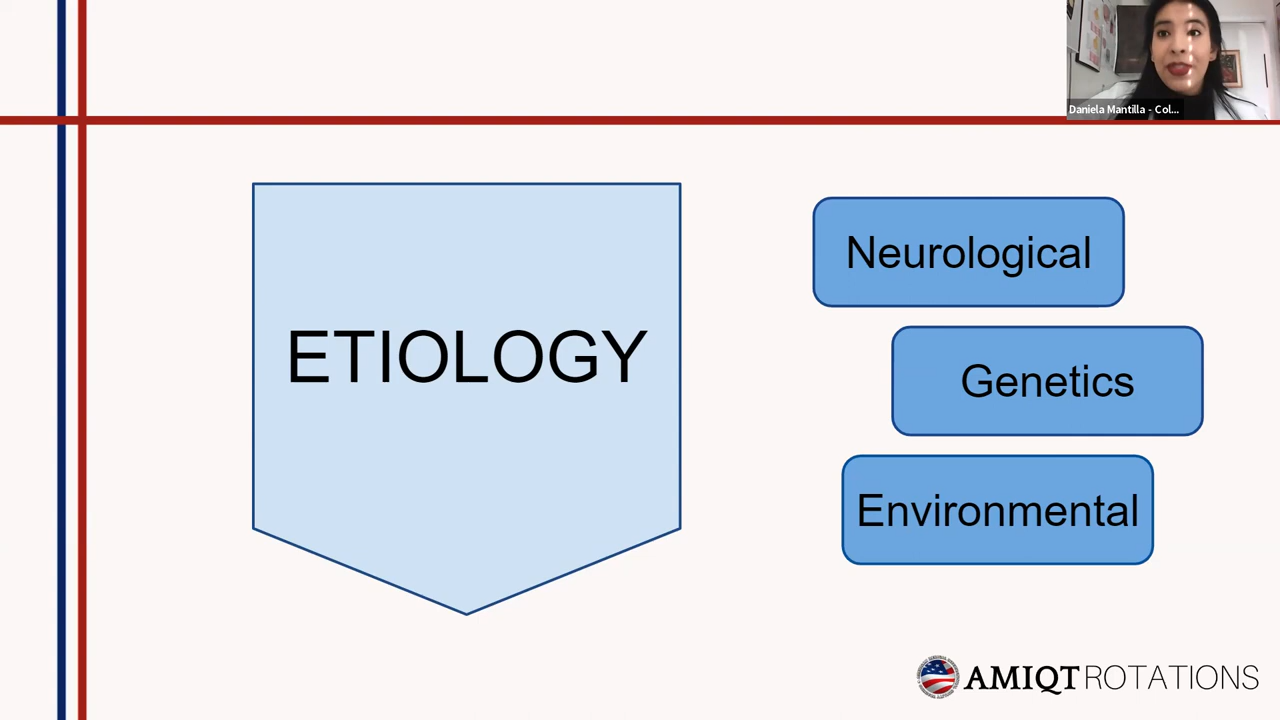 Daniela Mantilla - Col...
ETIOLOGY
Neurological
Genetics
Environmental
AMIQT ROTATIONS